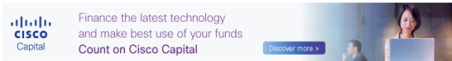 CISCO
Capital
Finance the latest technology
and make best use of your funds
Count on Cisco Capital
Discover more >